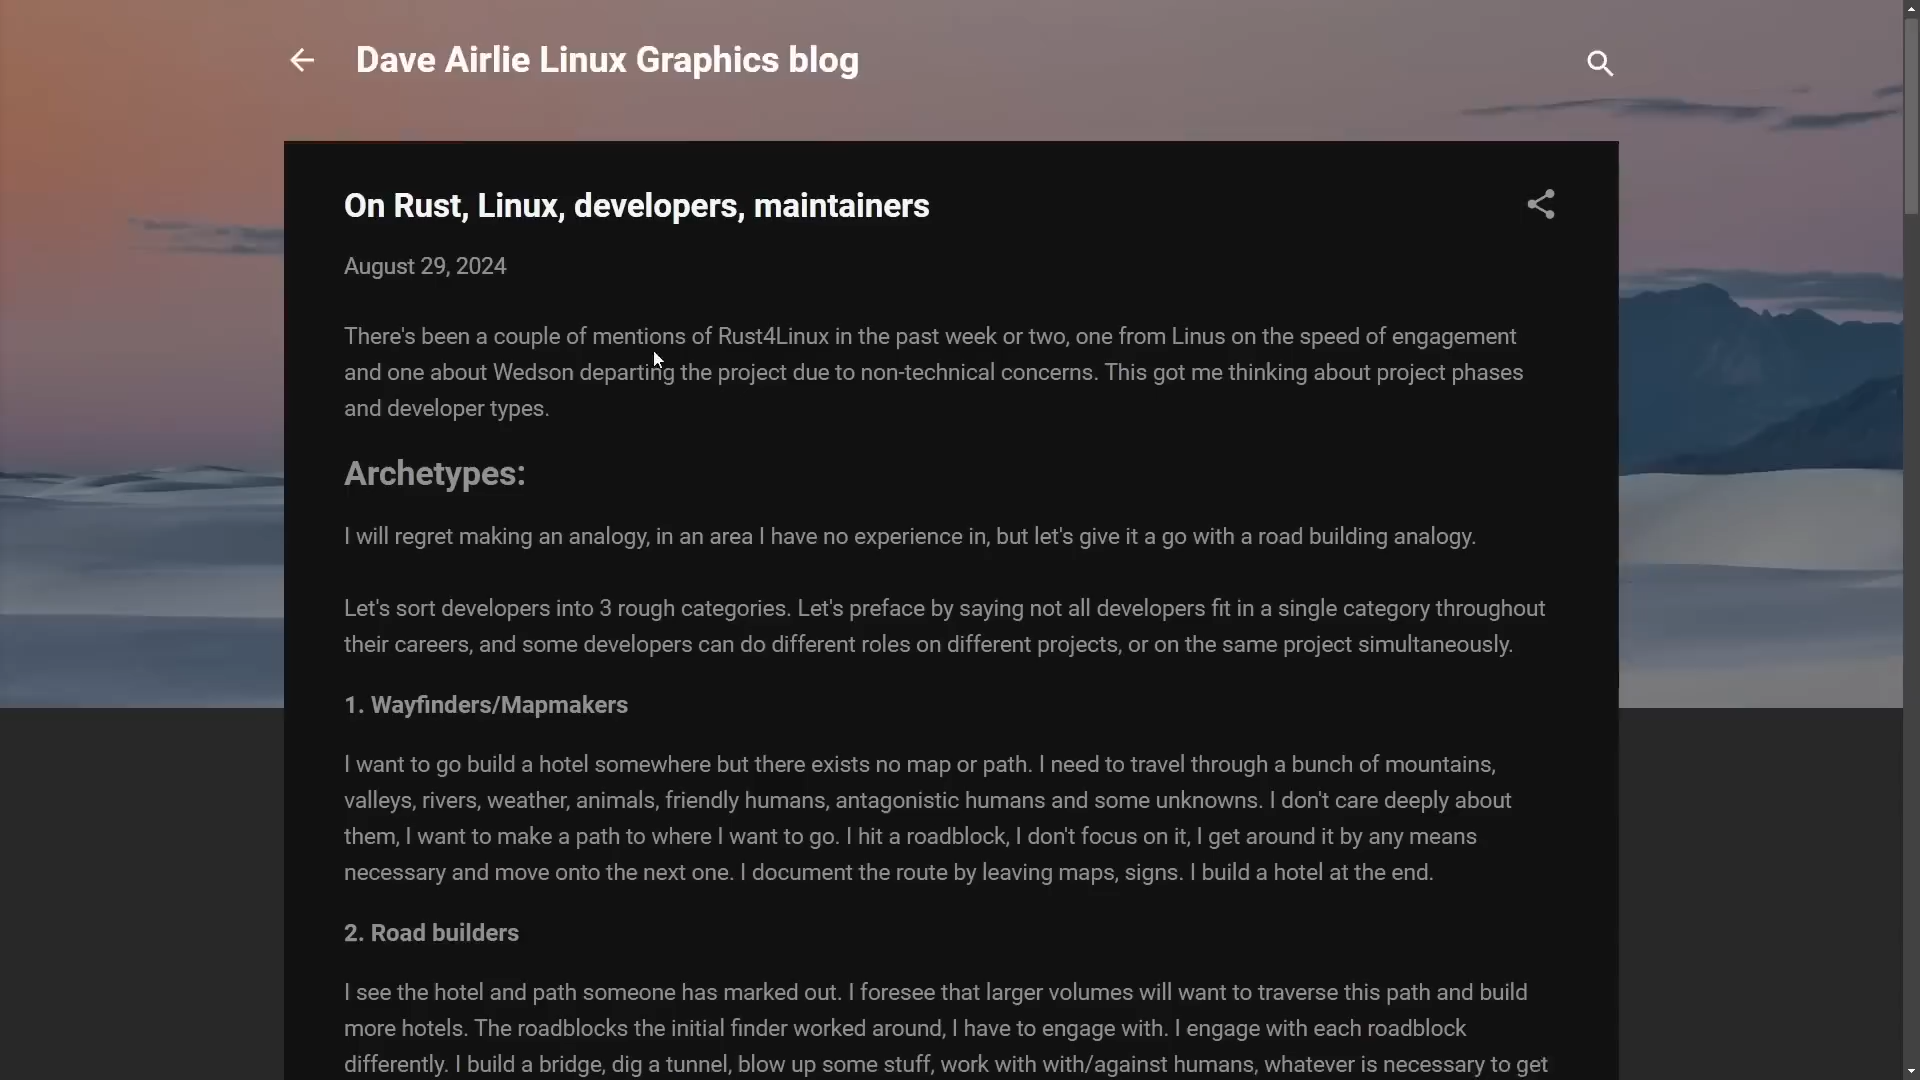 Dave Airlie Linux Graphics blog
On Rust, Linux, developers, maintainers
August 29, 2024
There's been a couple of mentions of Rust4Linux in the past week or two, one from Linus on the speed of engagement
and one about Wedson departing the project due to non-technical concerns. This got me thinking about project phases
and developer types.
Archetypes:
I will regret making an analogy, in an area I have no experience in, but let's give it a go with a road building analogy.
Let's sort developers into 3 rough categories. Let's preface by saying not all developers fit in a single category throughout
their careers, and some developers can do different roles on different projects, or on the same project simultaneously.
1. Wayfinders/Mapmakers
I want to go build a hotel somewhere but there exists no map or path. I need to travel through a bunch of mountains,
valleys, rivers, weather, animals, friendly humans, antagonistic humans and some unknowns. I don't care deeply about
them, I want to make a path to where I want to go. I hit a roadblock, I don't focus on it, I get around it by any means
necessary and move onto the next one. I document the route by leaving maps, signs. I build a hotel at the end.
2. Road builders
I see the hotel and path someone has marked out. I foresee that larger volumes will want to traverse this path and build
more hotels. The roadblocks the initial finder worked around, I have to engage with. I engage with each roadblock
differently. I build a bridge, dig a tunnel, blow up some stuff, work with with/against humans, whatever is necessary to get